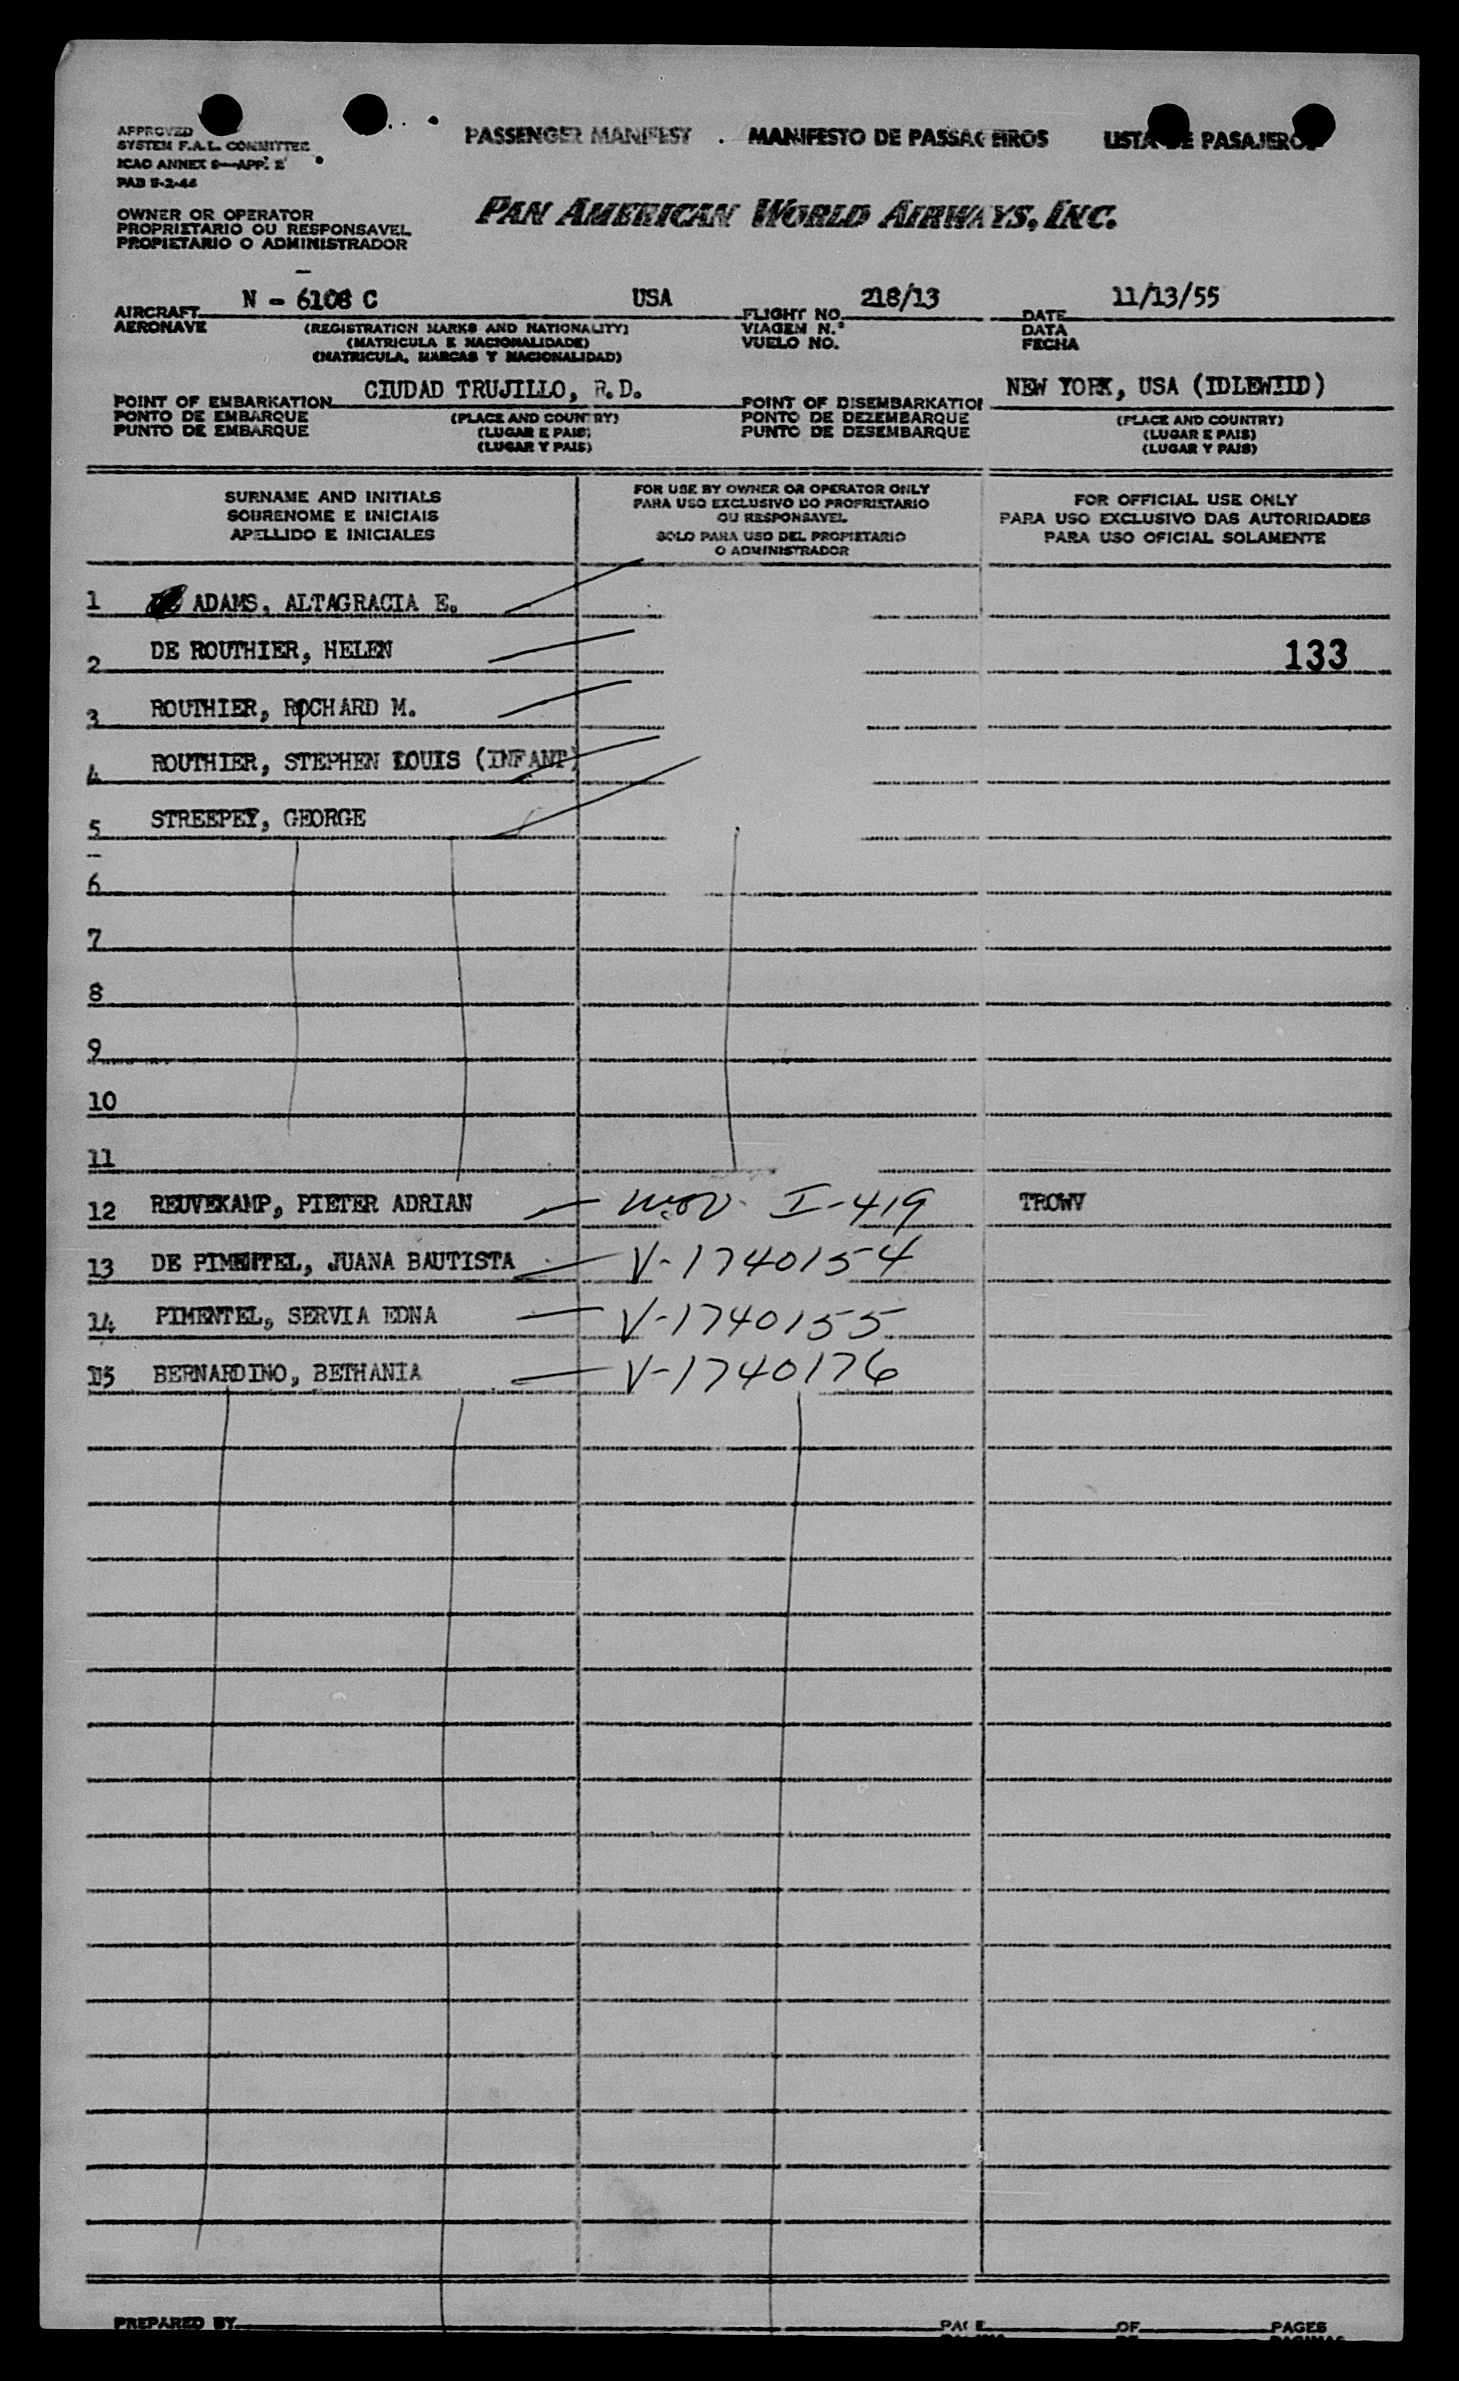 APPROVED
SYSTEM F.A.L. COMMITTEE
ICAO ANNEX 9—APP. E
PAB 5-2-46
PASSENGER MANIFEST . MANIFESTO DE PASSAGEIROS LISTA DE PASAJEROS
OWNER OR OPERATOR
PROPRIETARIO OU RESPONSAVEL
PROPIETARIO O ADMINISTRADOR
PAN AMERICAN WORLD AIRWAYS, INC.
AIRCRAFT N - 6108 C USA FLIGHT NO. 218/13 DATE 11/13/55
AERONAVE (REGISTRATION MARKS AND NATIONALITY) VIAGEM N.º DATA
(MATRICULA E NACIONALIDADE) VUELO NO. FECHA
(MATRICULA, MARCAS Y NACIONALIDAD)
POINT OF EMBARKATION CIUDAD TRUJILLO, R.D. POINT OF DISEMBARKATION NEW YORK, USA (IDLEWIID)
PONTO DE EMBARQUE (PLACE AND COUNTRY) PONTO DE DEZEMBARQUE (PLACE AND COUNTRY)
PUNTO DE EMBARQUE (LUGAR E PAIS) PUNTO DE DESEMBARQUE (LUGAR E PAIS)
(LUGAR Y PAIS) (LUGAR Y PAIS)
SURNAME AND INITIALS
SOBRENOME E INICIAIS
APELLIDO E INICIALES
FOR USE BY OWNER OR OPERATOR ONLY
PARA USO EXCLUSIVO DO PROPRIETARIO
OU RESPONSAVEL
SOLO PARA USO DEL PROPIETARIO
O ADMINISTRADOR
FOR OFFICIAL USE ONLY
PARA USO EXCLUSIVO DAS AUTORIDADES
PARA USO OFICIAL SOLAMENTE
1 ADAMS, ALTAGRACIA E.
2 DE ROUTHIER, HELEN 133
3 ROUTHIER, ROCHARD M.
4 ROUTHIER, STEPHEN LOUIS (INFANT)
5 STREEPEY, GEORGE
6
7
8
9
10
11
12 REUVEKAMP, PIETER ADRIAN I-419 TROWV
13 DE PIMENTEL, JUANA BAUTISTA V-1740154
14 PIMENTEL, SERVIA EDNA V-1740155
15 BERNARDINO, BETHANIA V-1740176
PREPARED BY PAGE OF PAGES